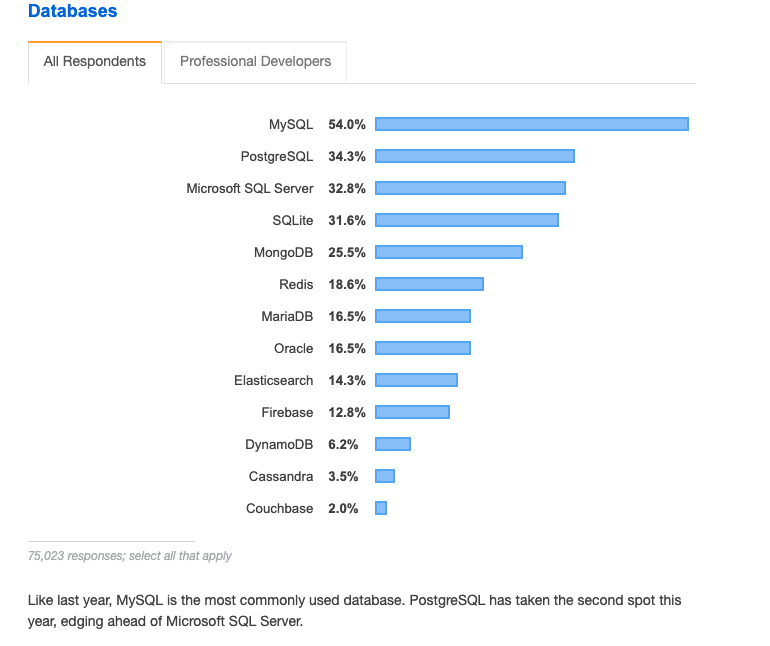 Databases
All Respondents
Professional Developers
MySQL 54.0%
PostgreSQL 34.3%
Microsoft SQL Server 32.8%
SQLite 31.6%
MongoDB 25.5%
Redis 18.6%
MariaDB 16.5%
Oracle 16.5%
Elasticsearch 14.3%
Firebase 12.8%
DynamoDB 6.2%
Cassandra 3.5%
Couchbase 2.0%
75,023 responses; select all that apply
Like last year, MySQL is the most commonly used database. PostgreSQL has taken the second spot this
year, edging ahead of Microsoft SQL Server.